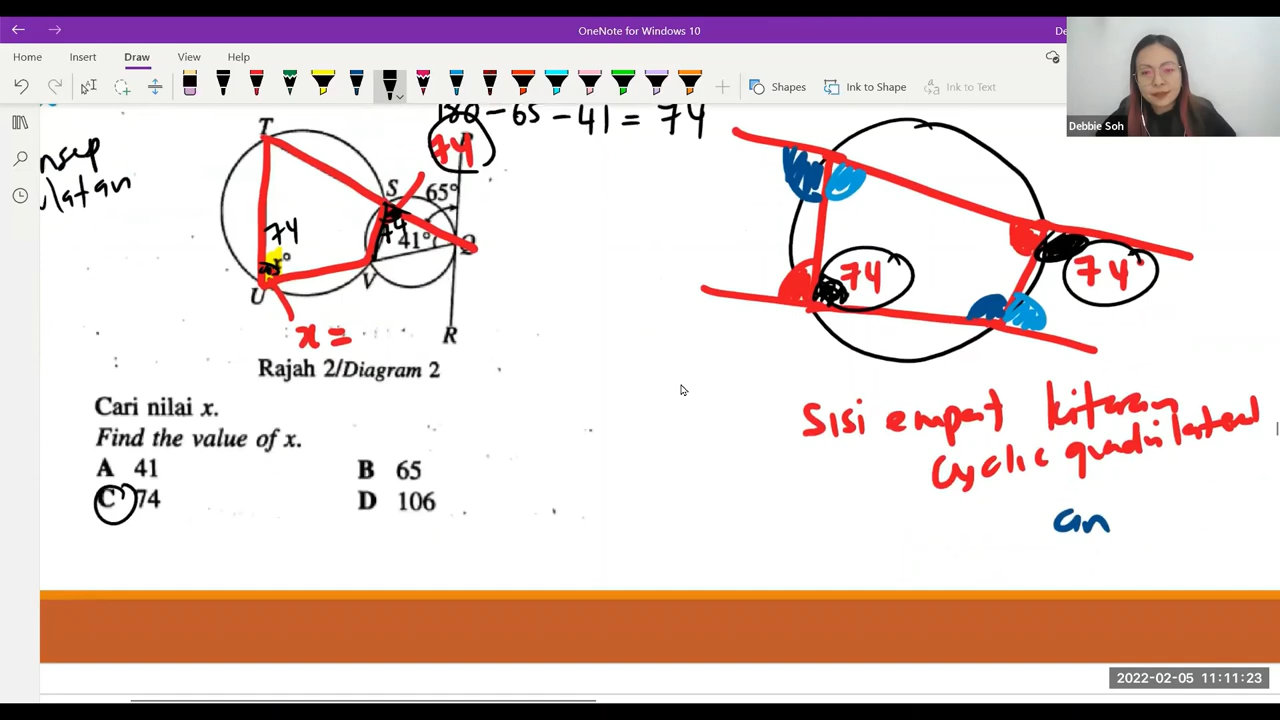 OneNote for Windows 10
De
Home
Insert
Draw
View
Help
Shapes
Ink to Shape
Ink to Text
Debbie Soh
180 - 65 - 41 = 74
74
T
S
65°
74
74
41°
Q
U
V
x =
R
Rajah 2/Diagram 2
Cari nilai x.
Find the value of x.
A 41
B 65
C 74
D 106
74°
74°
Sisi empat kitaran
Cyclic quadrilateral
an
2022-02-05 11:11:23